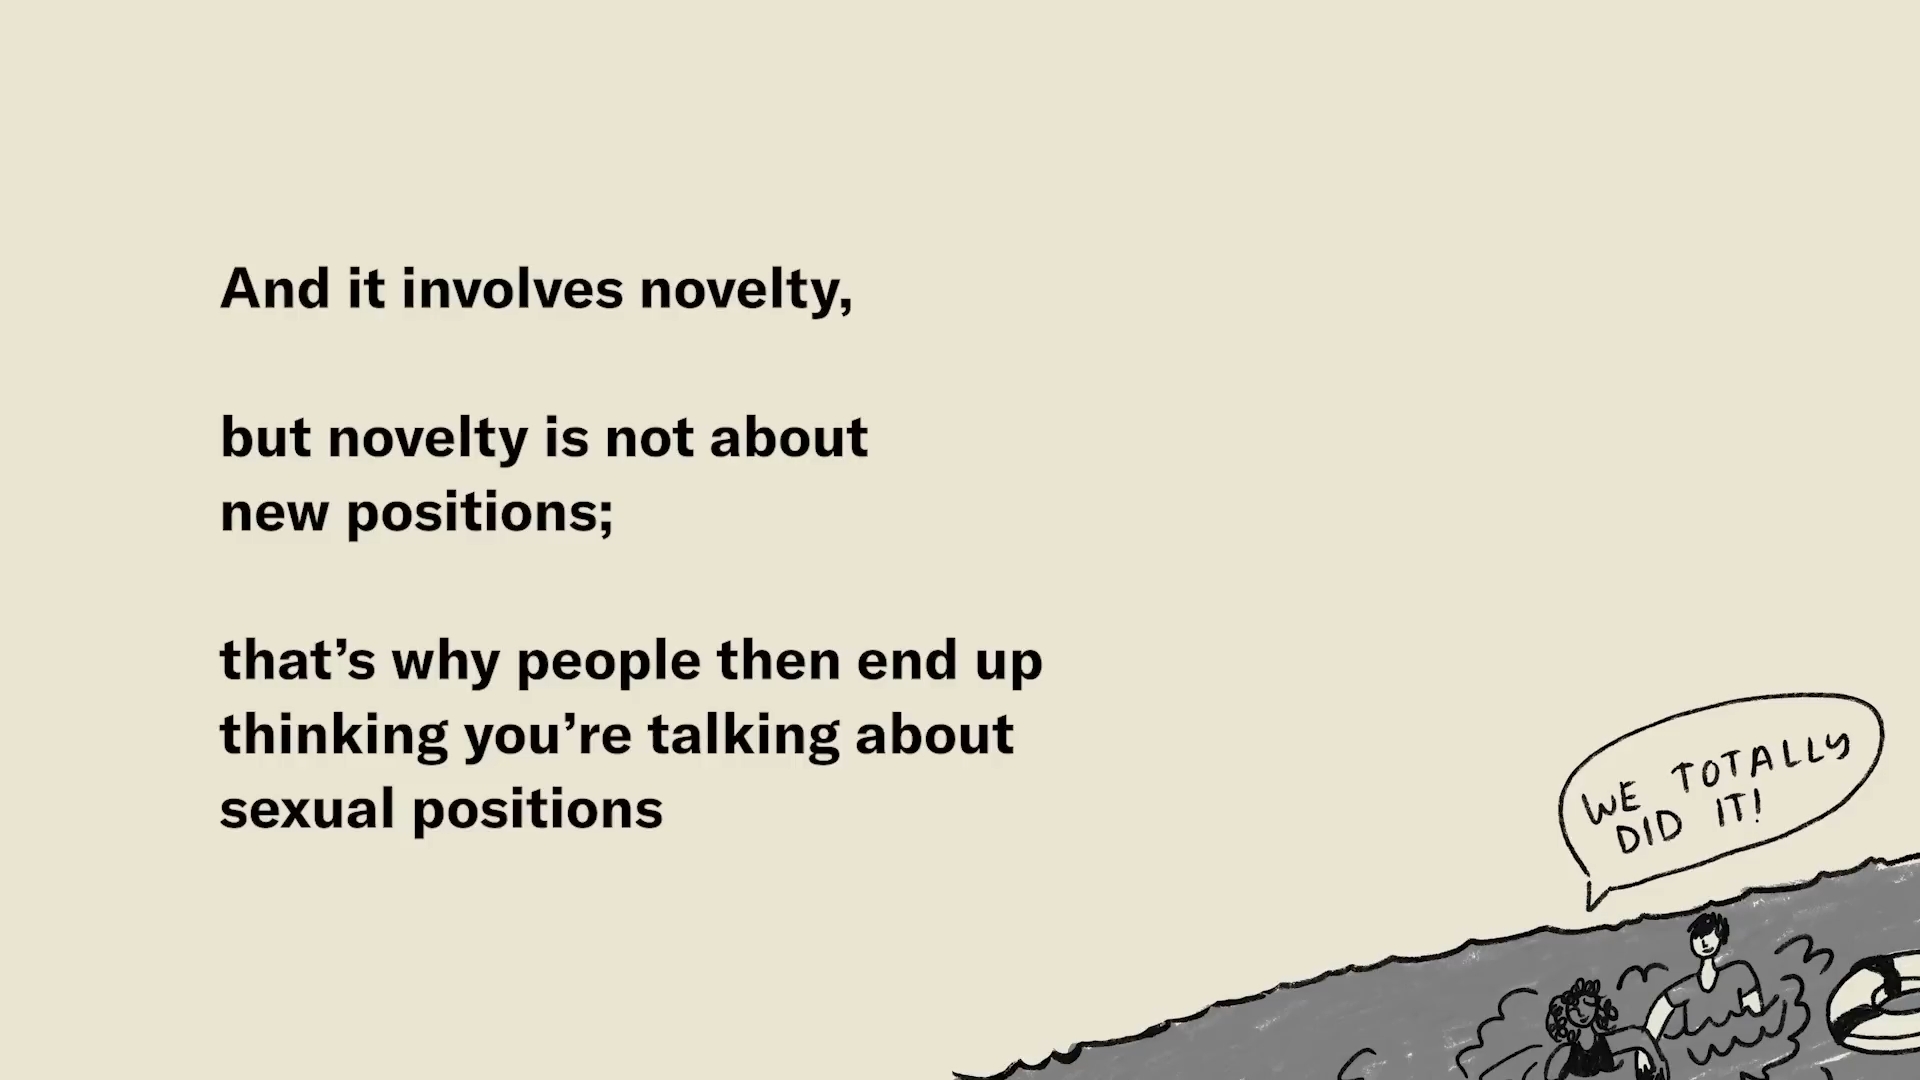 And it involves novelty,
but novelty is not about
new positions;
that’s why people then end up
thinking you’re talking about
sexual positions
WE TOTALLY
DID IT!